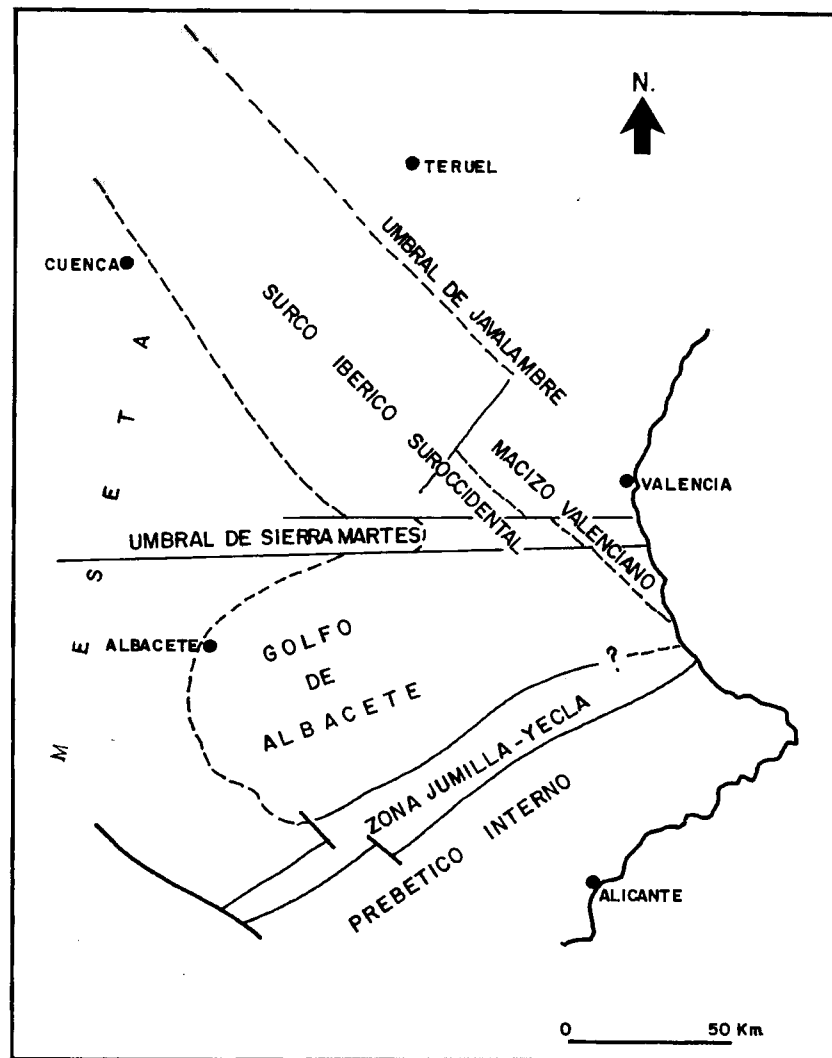 N.
TERUEL
UMBRAL DE JAVALAMBRE
CUENCA
SURCO IBERICO SUROCCIDENTAL
MESETA
MACIZO VALENCIANO
VALENCIA
UMBRAL DE SIERRA MARTES
ALBACETE
GOLFO
DE
ALBACETE
?
ZONA JUMILLA-YECLA
PREBETICO INTERNO
ALICANTE
0 50 Km